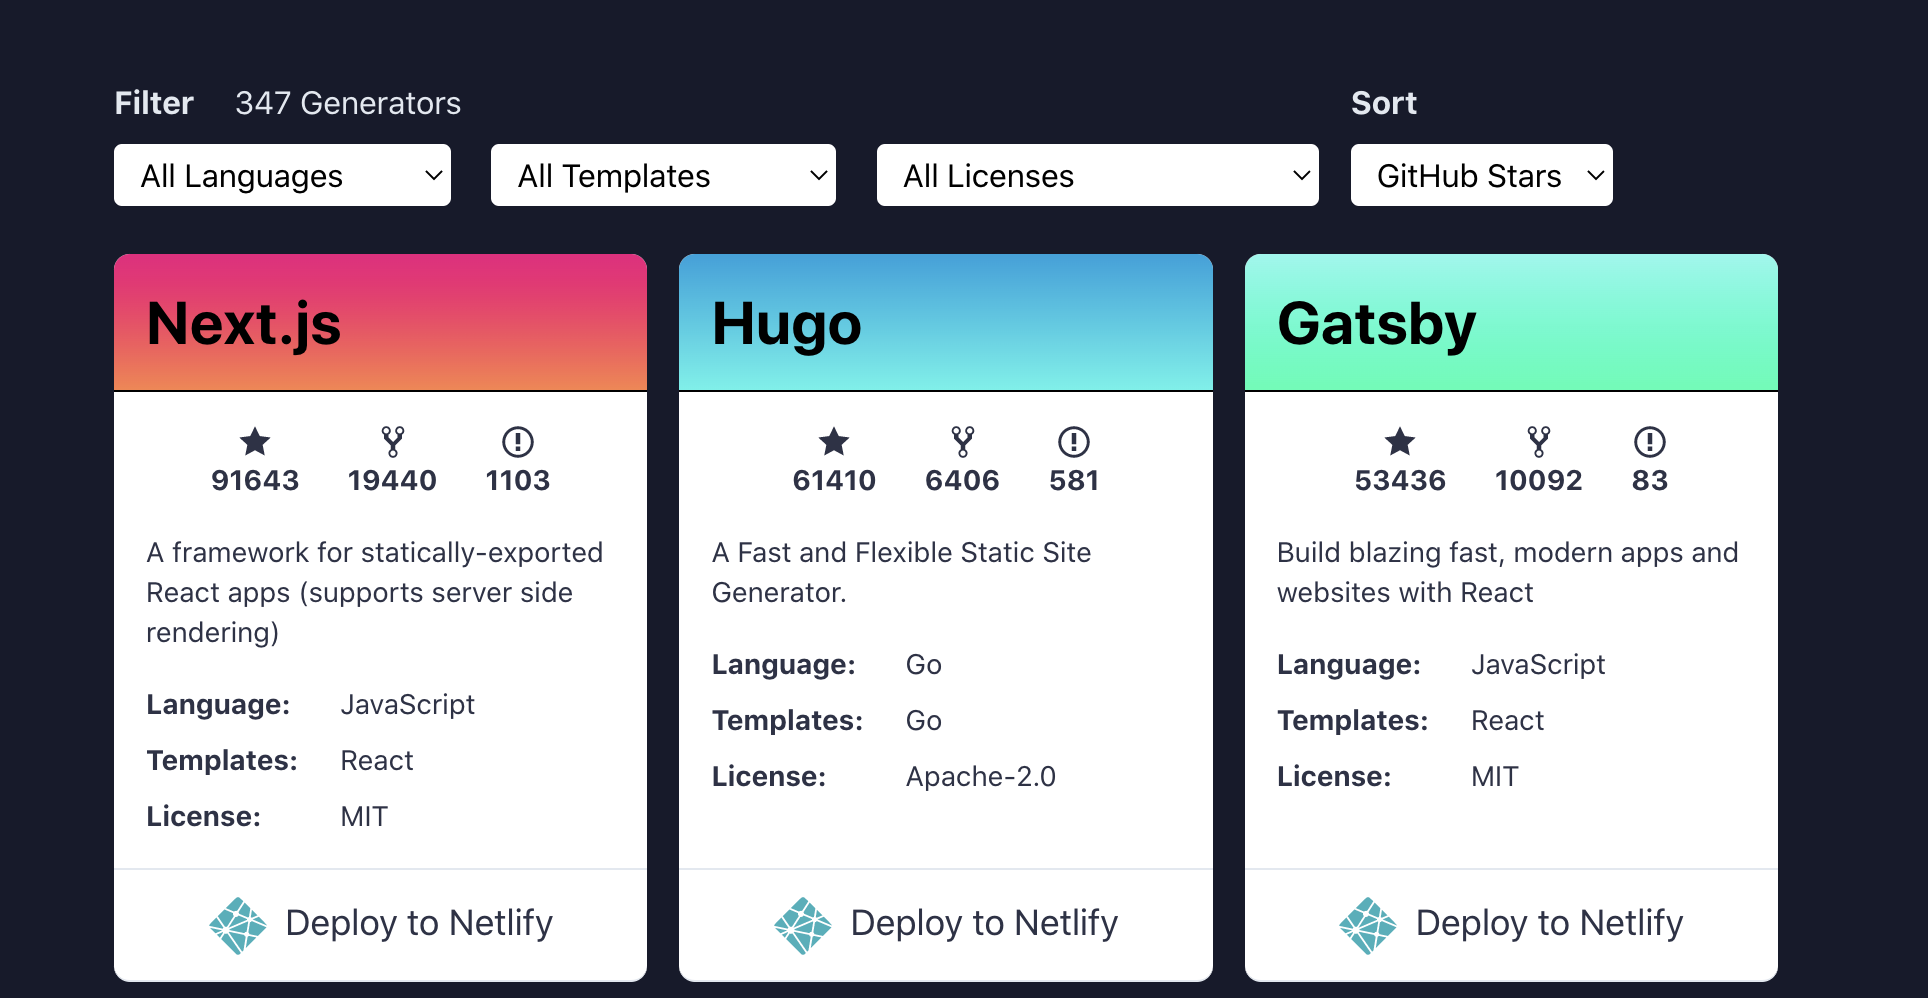 Filter 347 Generators Sort
All Languages All Templates All Licenses GitHub Stars
Next.js
91643 19440 1103
A framework for statically-exported
React apps (supports server side
rendering)
Language: JavaScript
Templates: React
License: MIT
Deploy to Netlify
Hugo
61410 6406 581
A Fast and Flexible Static Site
Generator.
Language: Go
Templates: Go
License: Apache-2.0
Deploy to Netlify
Gatsby
53436 10092 83
Build blazing fast, modern apps and
websites with React
Language: JavaScript
Templates: React
License: MIT
Deploy to Netlify